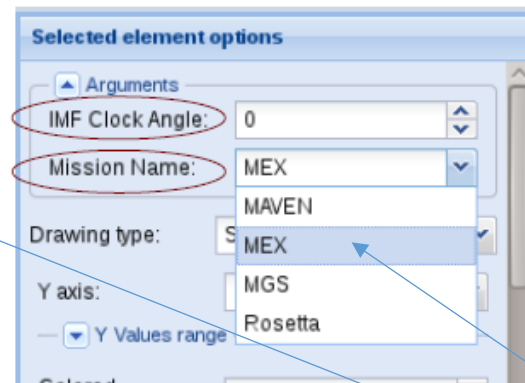 Selected element options
Arguments
IMF Clock Angle: 0
Mission Name: MEX
MAVEN
Drawing type: S
MEX
Y axis:
MGS
Y Values range
Rosetta